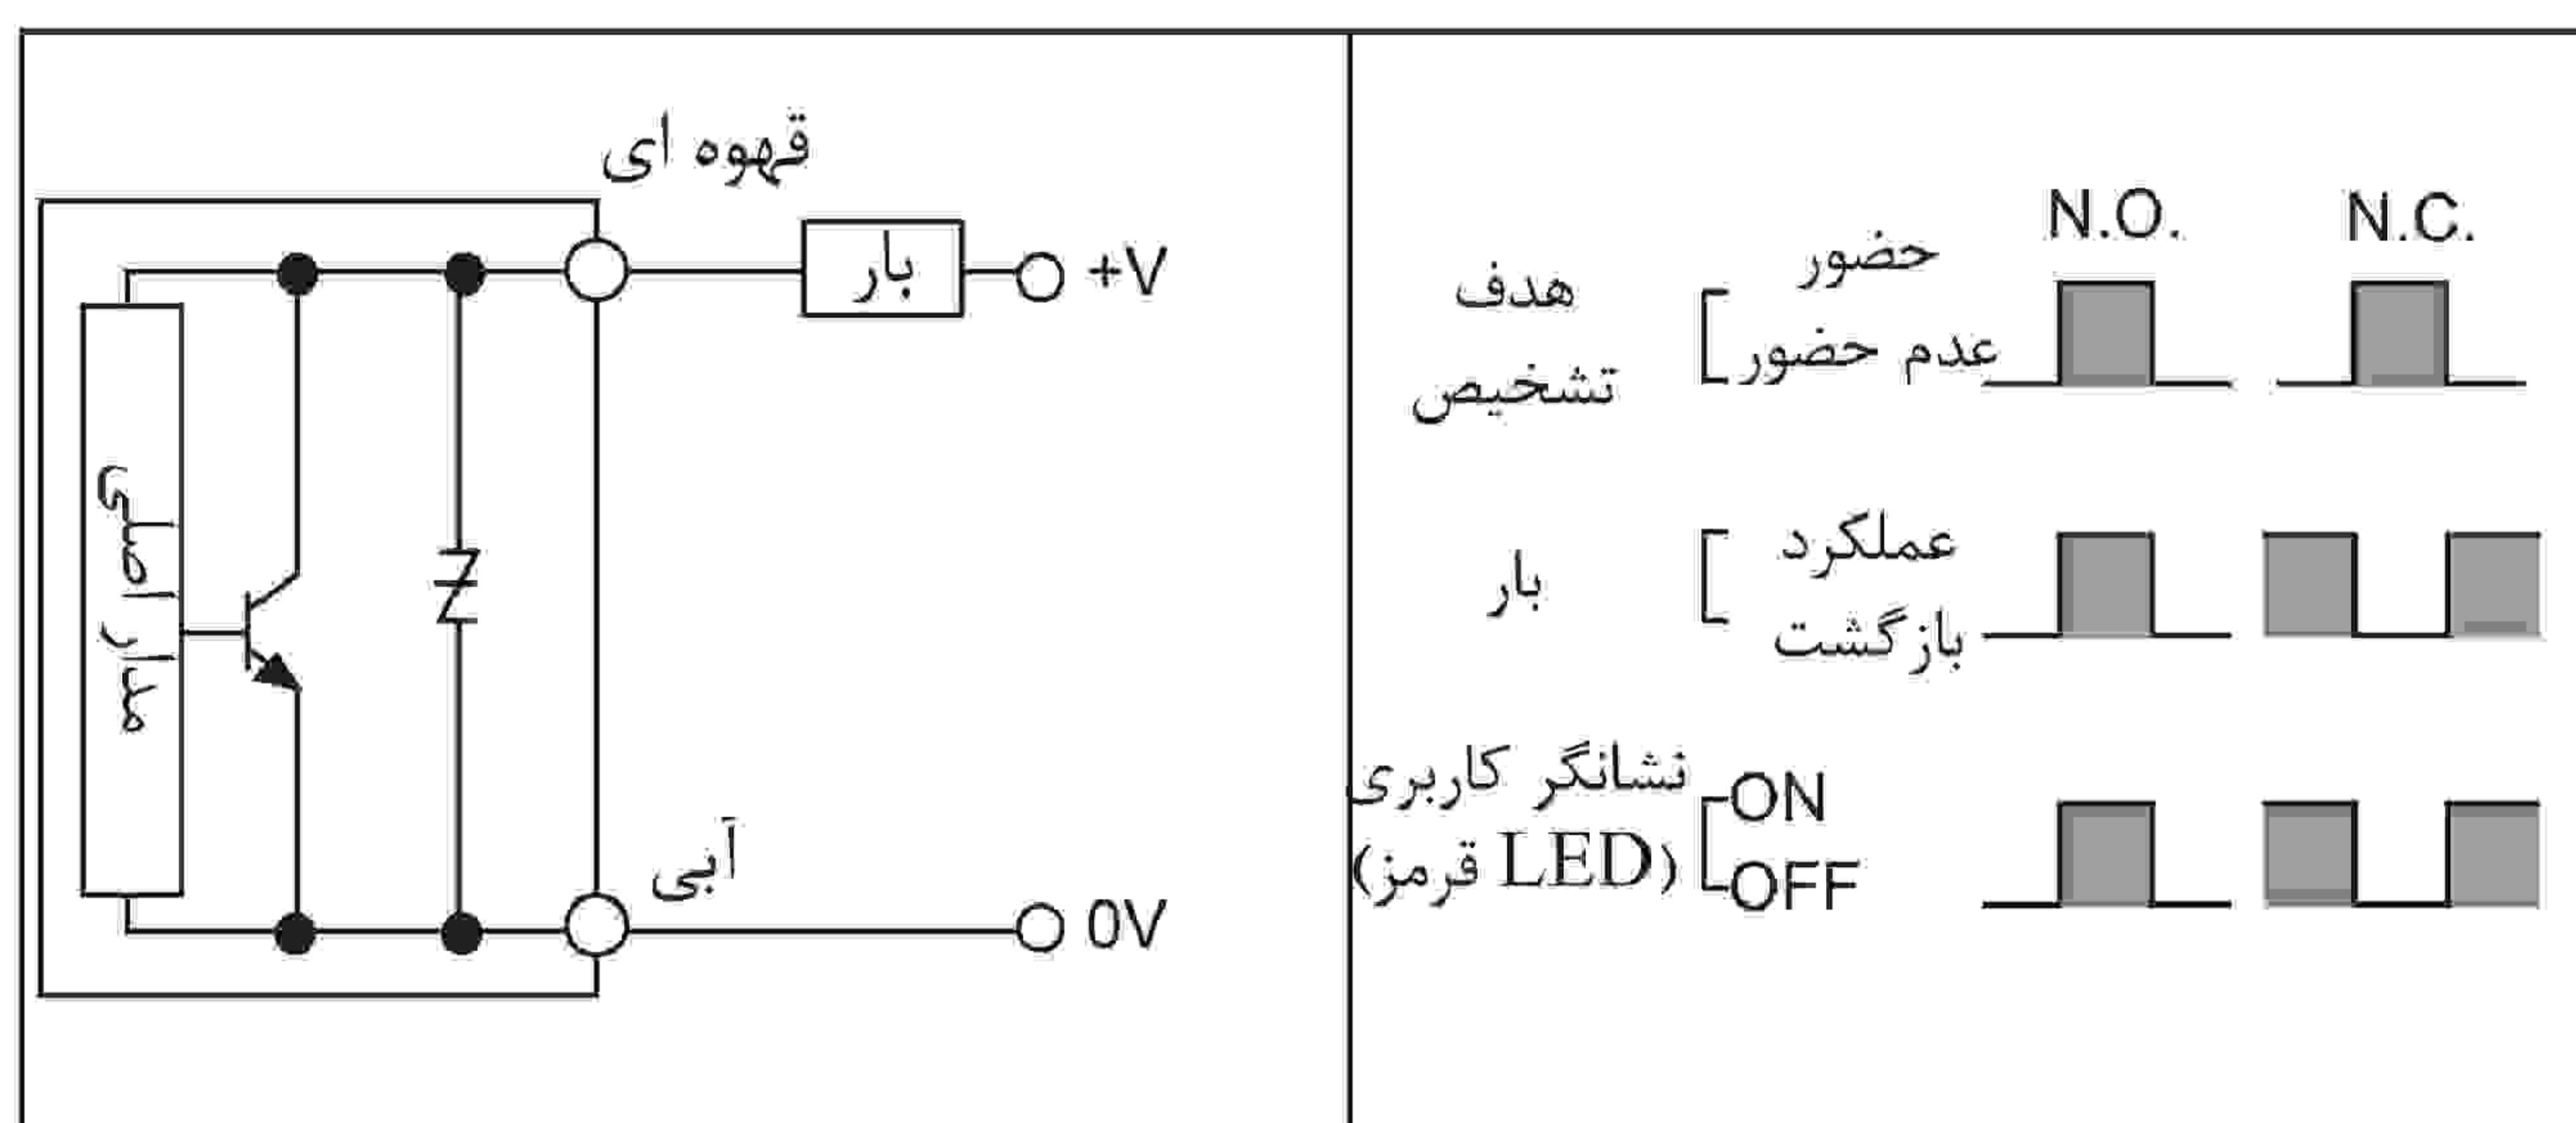 قهوه ای
بار
+V
مدار اصلی
آبی
0V
N.O.
N.C.
هدف
تشخیص
حضور
عدم حضور
بار
عملکرد
بازگشت
نشانگر کاربری
(LED قرمز)
ON
OFF